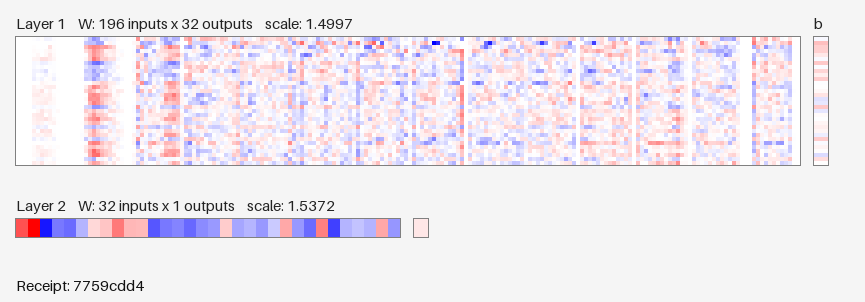 Layer 1 W: 196 inputs x 32 outputs scale: 1.4997 b
Layer 2 W: 32 inputs x 1 outputs scale: 1.5372
Receipt: 7759cdd4